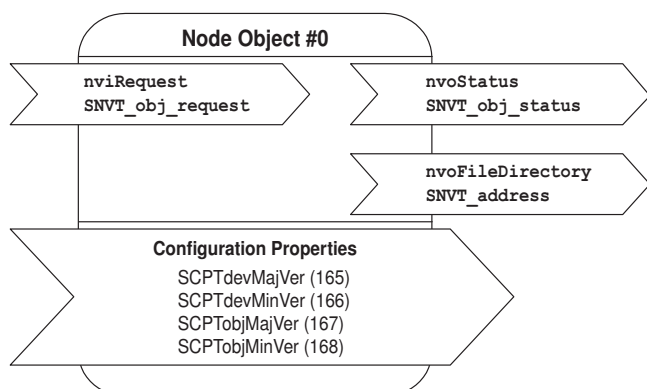 Node Object #0
nviRequest
SNVT_obj_request
nvoStatus
SNVT_obj_status
nvoFileDirectory
SNVT_address
Configuration Properties
SCPTdevMajVer (165)
SCPTdevMinVer (166)
SCPTobjMajVer (167)
SCPTobjMinVer (168)